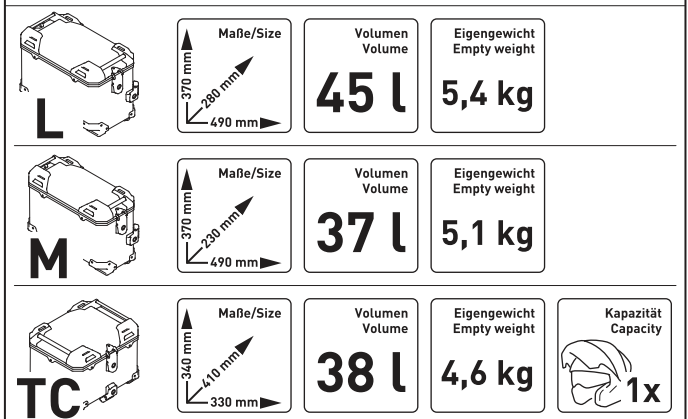 L
Maße/Size
370 mm
280 mm
490 mm
Volumen
Volume
45 l
Eigengewicht
Empty weight
5,4 kg
M
Maße/Size
370 mm
230 mm
490 mm
Volumen
Volume
37 l
Eigengewicht
Empty weight
5,1 kg
TC
Maße/Size
340 mm
410 mm
330 mm
Volumen
Volume
38 l
Eigengewicht
Empty weight
4,6 kg
Kapazität
Capacity
1x